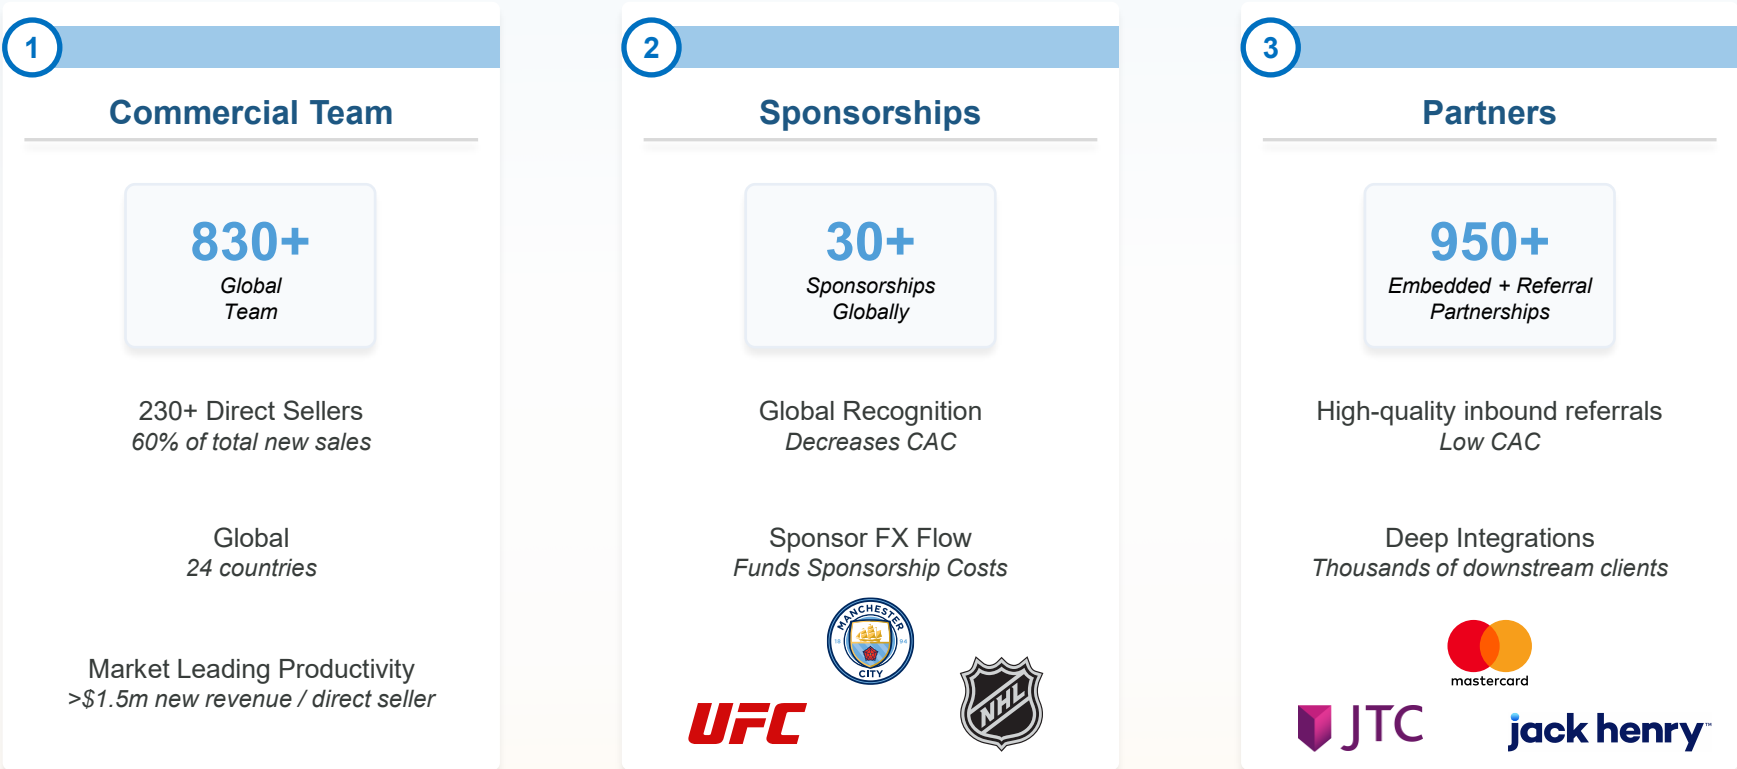 1
Commercial Team
830+
Global
Team
230+ Direct Sellers
60% of total new sales
Global
24 countries
Market Leading Productivity
>$1.5m new revenue / direct seller
2
Sponsorships
30+
Sponsorships
Globally
Global Recognition
Decreases CAC
Sponsor FX Flow
Funds Sponsorship Costs
MANCHESTER
18 94
CITY
UFC
NHL
3
Partners
950+
Embedded + Referral
Partnerships
High-quality inbound referrals
Low CAC
Deep Integrations
Thousands of downstream clients
mastercard
JTC
jack henry™